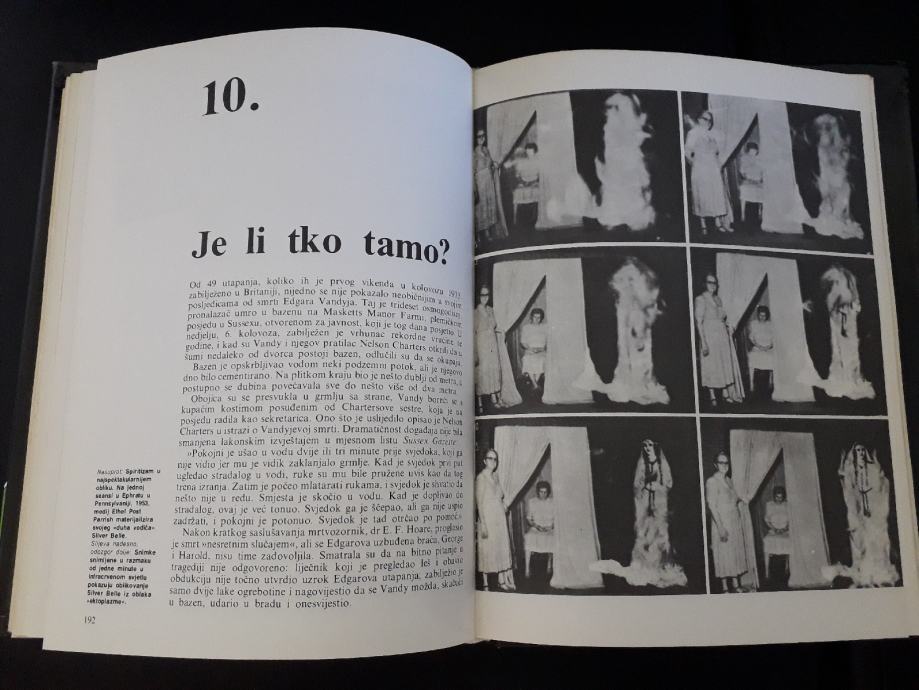 10.
Je li tko tamo?
Od 49 utapanja, koliko ih je prvog vikenda u kolovozu 1933.
zabilježeno u Britaniji, nijedno se nije pokazalo neobičnijim u svojim
posljedicama od smrti Edgara Vandyja. Taj je trideset osmogodišnji
pronalazač umro u bazenu na Masketts Manor Farmu, plemićkom
posjedu u Sussexu, otvorenom za javnost, koji je tog dana posjetio. U
nedjelju, 6. kolovoza, zabilježen je vrhunac rekordne vrućine te
godine, i kad su Vandy i njegov pratilac Nelson Charters otkrili da u
šumi nedaleko od dvorca postoji bazen, odlučili su da se okupaju.
Bazen je opskrbljivao vodom neki podzemni potok, ali je njegovo
dno bilo cementirano. Na plitkom kraju bio je nešto dublji od metra, a
postupno se dubina povećavala sve do nešto više od dva metra.
Obojica su se presvukla u grmlju sa strane, Vandy u
kupaćim kostimom posuđenim od Chartersove sestre, koja je na
posjedu radila kao sekretarica. Ono što je uslijedilo opisao je Nelson
Charters u istrazi o Vandyjevoj smrti. Dramatičnost događaja nije bila
smanjena lakonskim izvještajem u mjesnom listu Sussex Gazette:
»Pokojni je ušao u vodu dvije ili tri minute prije svjedoka, koji ga
nije vidio jer mu je vidik zaklanjalo grmlje. Kad je svjedok prvi put
ugledao stradalog u vodi, ruke su mu bile pružene uvis kao da tog
trena izranja. Zatim je počeo mlatarati rukama, i svjedok je shvatio da
nešto nije u redu. Smjesta je skočio u vodu. Kad je doplivao do
stradalog, ovaj je već tonuo. Svjedok ga je ščepao, ali ga nije uspio
zadržati, i pokojni je potonuo. Svjedok je tad otrčao po pomoć.«
Nakon kratkog saslušavanja mrtvozornik, dr E. F. Hoare, proglasio
je smrt »nesretnim slučajem«, ali se Edgarova uzbuđena braća, George
i Harold, nisu time zadovoljila. Smatrala su da na bitno pitanje o
tragediji nije odgovoreno: liječnik koji je pregledao leš i obavio
obdukciju nije točno utvrdio uzrok Edgarova utapanja, zabilježio je
samo dvije lake ogrebotine i nagovijestio da se Vandy možda, skačući
u bazen, udario u bradu i onesvijestio.
Nasuprot: Spiritizam u
najspektakularnijem
obliku. Na jednoj
seansi u Ephratu u
Pennsylvaniji, 1953,
medij Ethel Post
Parrish materijalizira
svojeg »duha vodiča«
Silver Belle.
Slijeva nadesno,
odozgor dolje: Snimke
snimljene u razmaku
od jedne minute u
infracrvenom svjetlu
pokazuju oblikovanje
Silver Belle iz oblaka
»ektoplazme«.
192